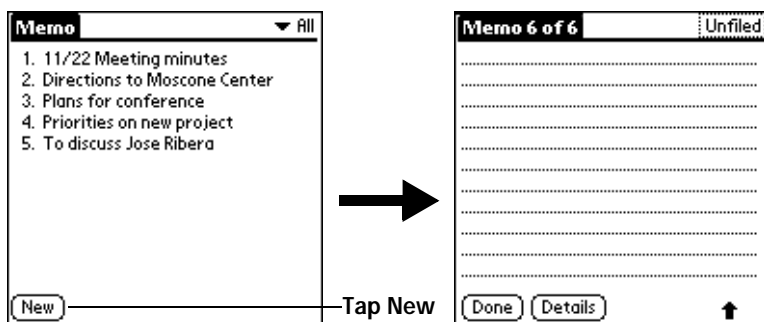 Memo
All
1. 11/22 Meeting minutes
2. Directions to Moscone Center
3. Plans for conference
4. Priorities on new project
5. To discuss Jose Ribera
New
Tap New
Memo 6 of 6
Unfiled
Done
Details